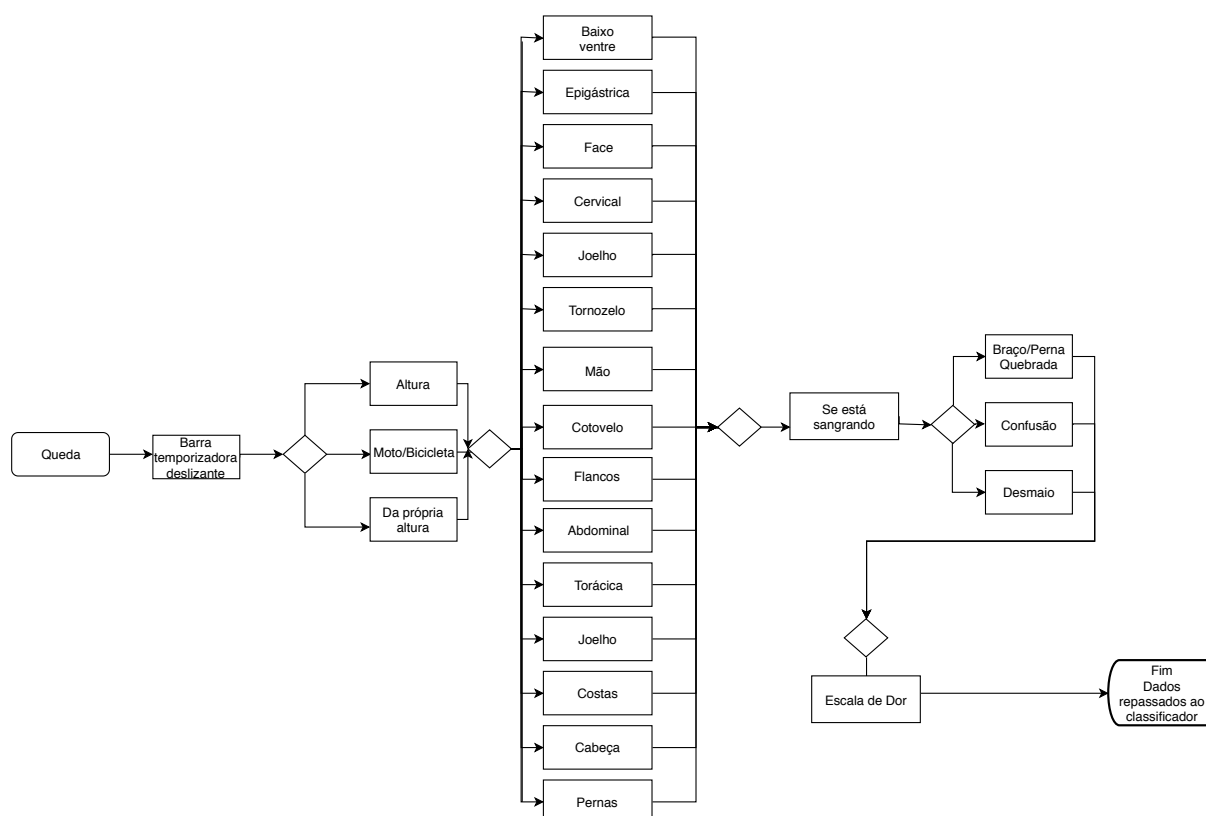 Queda
Barra
temporizadora
deslizante
Altura
Moto/Bicicleta
Da própria
altura
Baixo
ventre
Epigástrica
Face
Cervical
Joelho
Tornozelo
Mão
Cotovelo
Flancos
Abdominal
Torácica
Joelho
Costas
Cabeça
Pernas
Se está
sangrando
Braço/Perna
Quebrada
Confusão
Desmaio
Escala de Dor
Fim
Dados
repassados ao
classificador